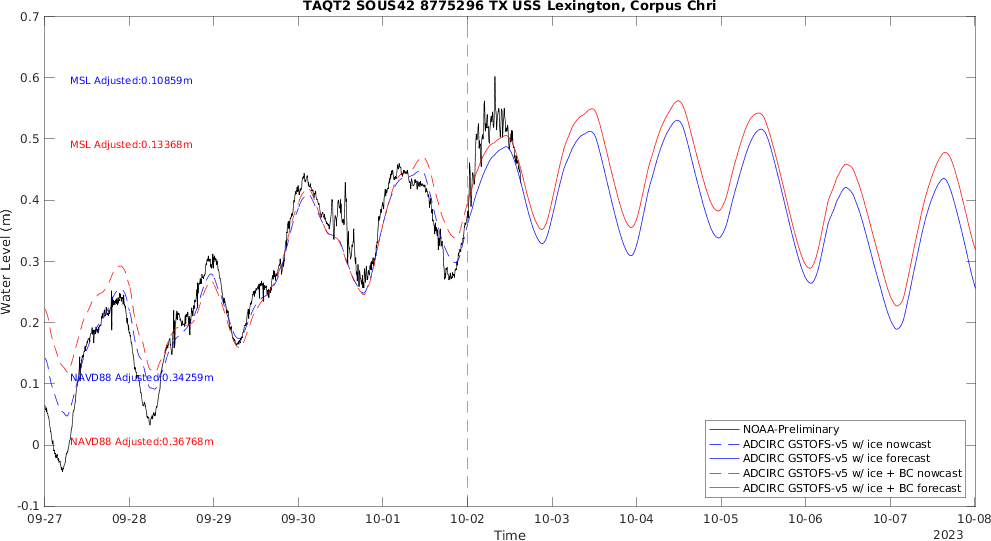 TAQT2 SOUS42 8775296 TX USS Lexington, Corpus Chri
0.7
0.6
0.5
0.4
0.3
0.2
0.1
0
-0.1
Water Level (m)
MSL Adjusted:0.10859m
MSL Adjusted:0.13368m
NAVD88 Adjusted:0.34259m
NAVD88 Adjusted:0.36768m
NOAA-Preliminary
ADCIRC GSTOFS-v5 w/ ice nowcast
ADCIRC GSTOFS-v5 w/ ice forecast
ADCIRC GSTOFS-v5 w/ ice + BC nowcast
ADCIRC GSTOFS-v5 w/ ice + BC forecast
09-27 09-28 09-29 09-30 10-01 10-02 10-03 10-04 10-05 10-06 10-07 10-08
Time
2023